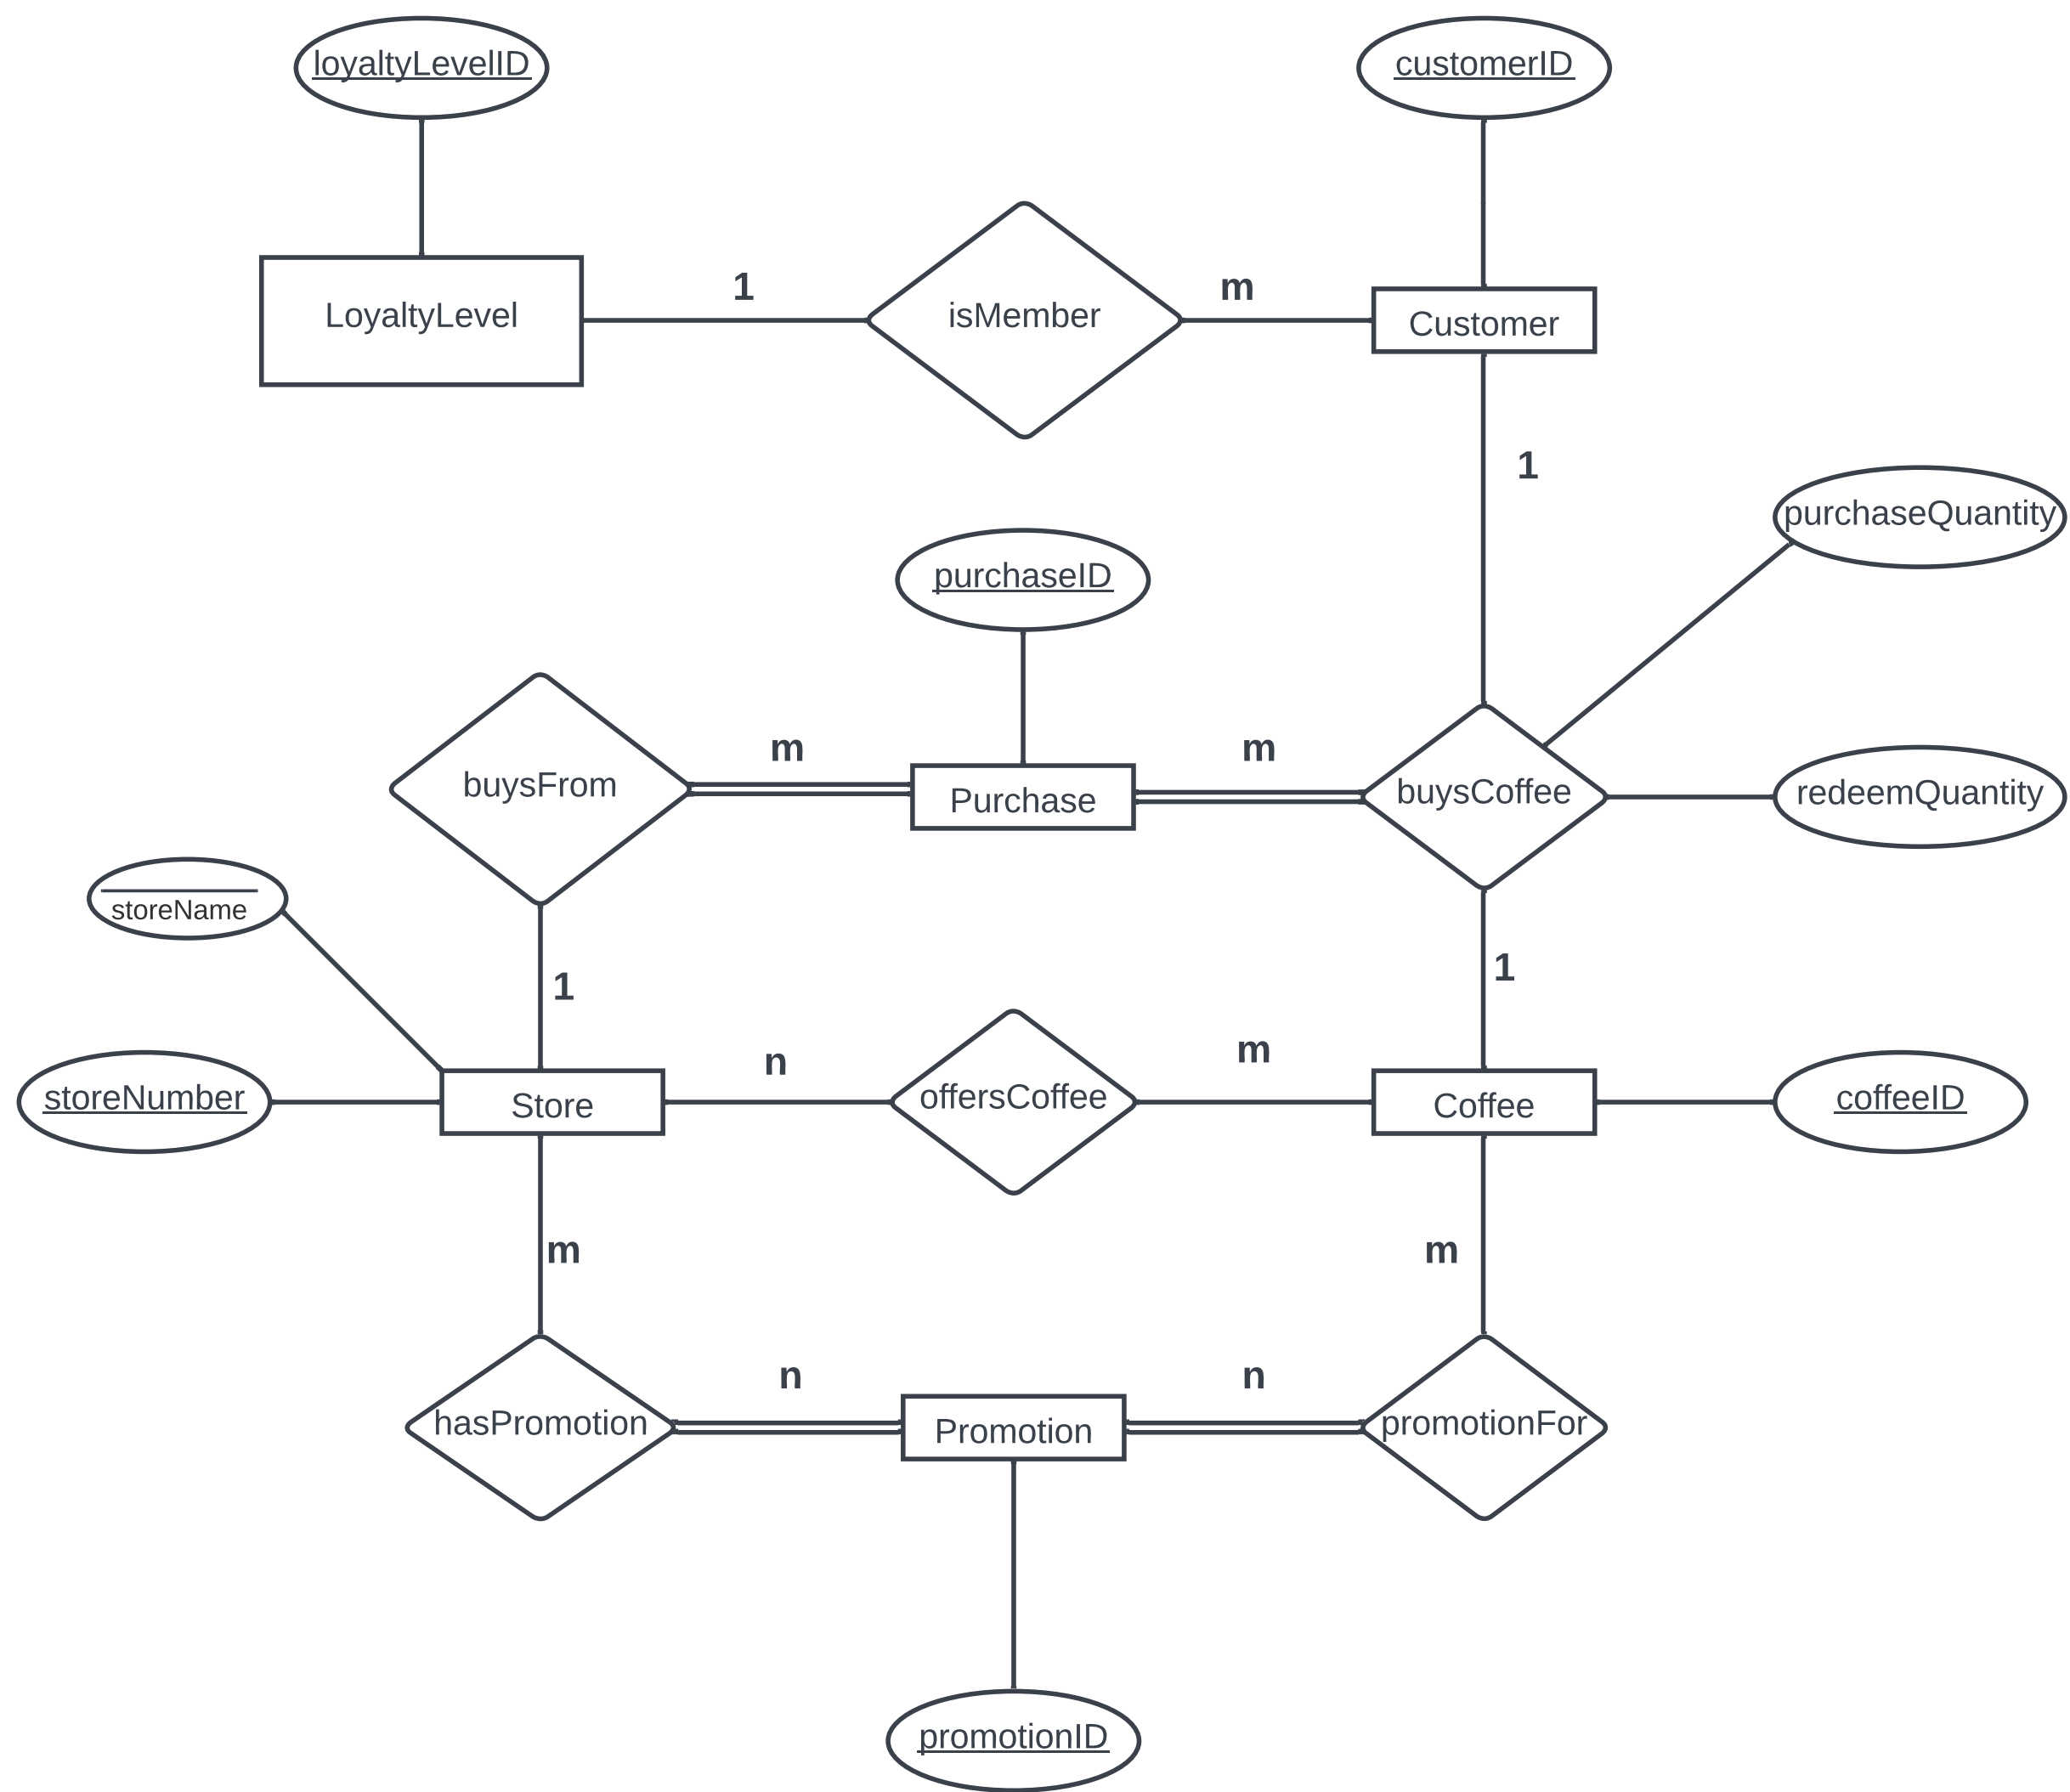 loyaltyLevelID
customerID
LoyaltyLevel
1
isMember
m
Customer
1
purchaseQuantity
purchaseID
buysFrom
m
Purchase
m
buysCoffee
redeemQuantity
storeName
1
1
storeNumber
Store
n
offersCoffee
m
Coffee
coffeeID
m
m
hasPromotion
n
Promotion
n
promotionFor
promotionID